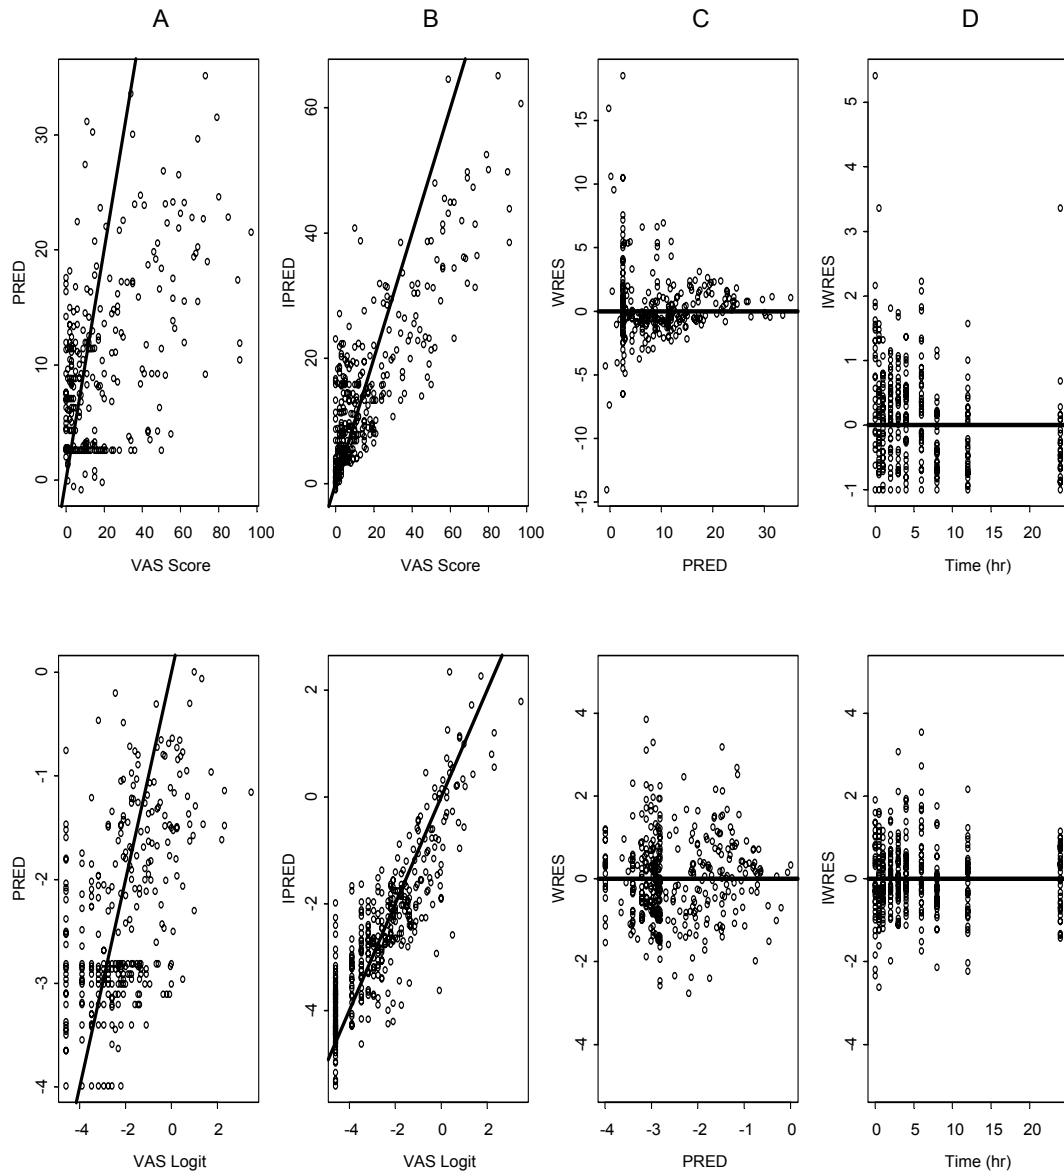 A B C D
PRED
0 10 20 30
0 20 40 60 80 100
VAS Score
IPRED
0 20 40 60
0 20 40 60 80 100
VAS Score
WRES
-15 -10 -5 0 5 10 15
0 10 20 30
PRED
IWRES
-1 0 1 2 3 4 5
0 5 10 15 20
Time (hr)
PRED
-4 -3 -2 -1 0
-4 -2 0 2
VAS Logit
IPRED
-4 -2 0 2
-4 -2 0 2
VAS Logit
WRES
-4 -2 0 2 4
-4 -3 -2 -1 0
PRED
IWRES
-4 -2 0 2 4
0 5 10 15 20
Time (hr)